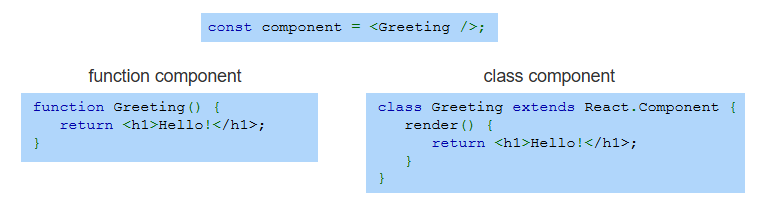 const component = <Greeting />;
function component
function Greeting() {
return <h1>Hello!</h1>;
}
class component
class Greeting extends React.Component {
render() {
return <h1>Hello!</h1>;
}
}